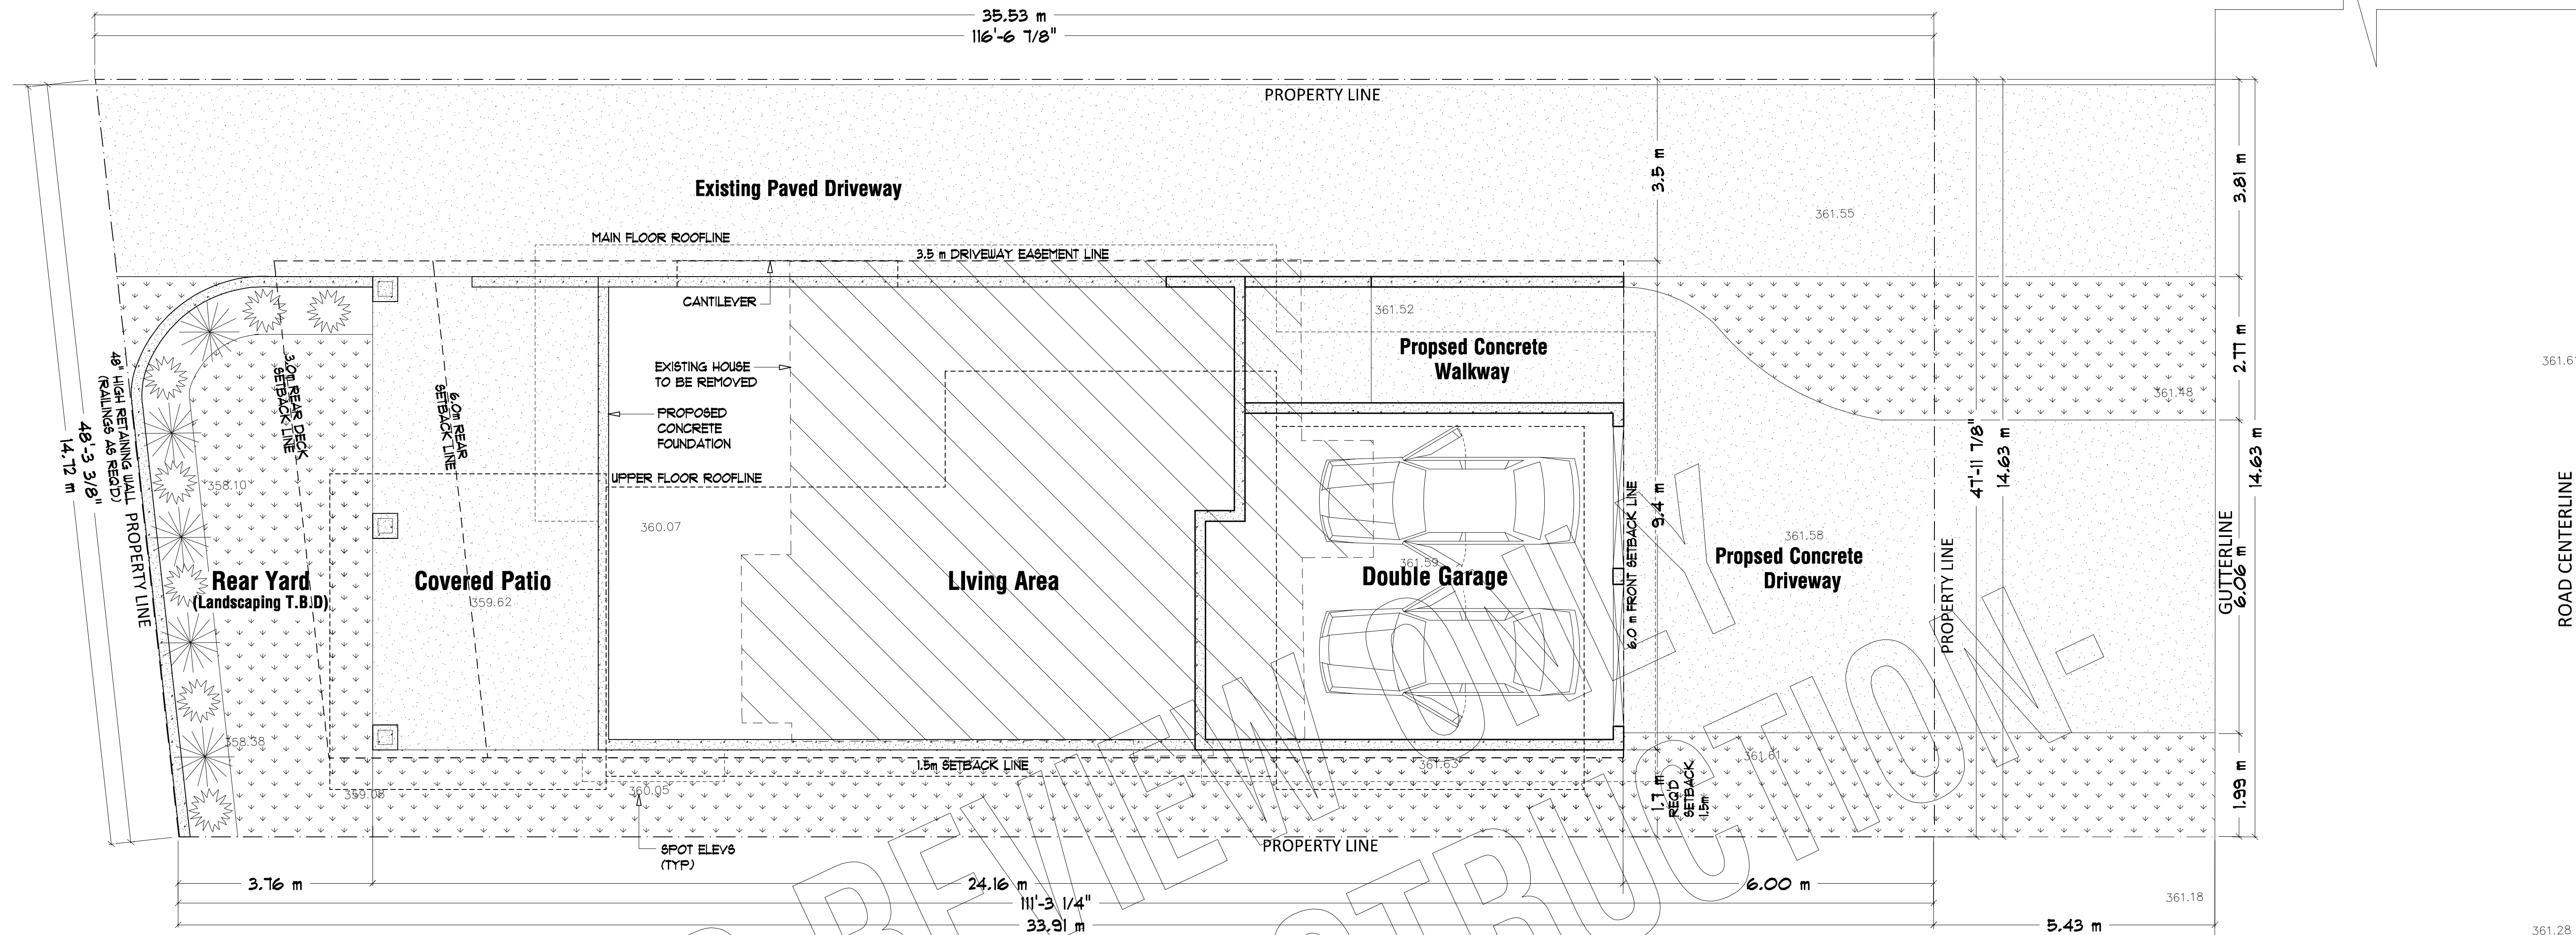 35.53 m
116'-6 7/8"
PROPERTY LINE
3.5 m
3.81 m
Existing Paved Driveway
361.55
MAIN FLOOR ROOFLINE
3.5 m DRIVEWAY EASEMENT LINE
CANTILEVER
361.52
Propsed Concrete
Walkway
2.77 m
361.48
EXISTING HOUSE
TO BE REMOVED
PROPOSED
CONCRETE
FOUNDATION
3.0m REAR DECK
SETBACK LINE
6.0m REAR
SETBACK LINE
48" HIGH RETAINING WALL
(RAILINGS AS REQ'D)
PROPERTY LINE
48'-3 3/8"
14.72 m
47'-11 7/8"
14.63 m
14.63 m
UPPER FLOOR ROOFLINE
358.10
360.07
9.4 m
6.0 m FRONT SETBACK LINE
361.58
Propsed Concrete
Driveway
361.59
Double Garage
LIving Area
Covered Patio
359.62
Rear Yard
(Landscaping T.B.D)
PROPERTY LINE
GUTTERLINE
6.06 m
ROAD CENTERLINE
358.38
1.5m SETBACK LINE
361.63
361.61
359.08
360.05
1.7 m
REQ'D
SETBACK
1.5m
1.99 m
SPOT ELEVS
(TYP)
PROPERTY LINE
3.76 m
24.16 m
6.00 m
111'-3 1/4"
33.91 m
5.43 m
361.18
361.28
REVIEW ONLY